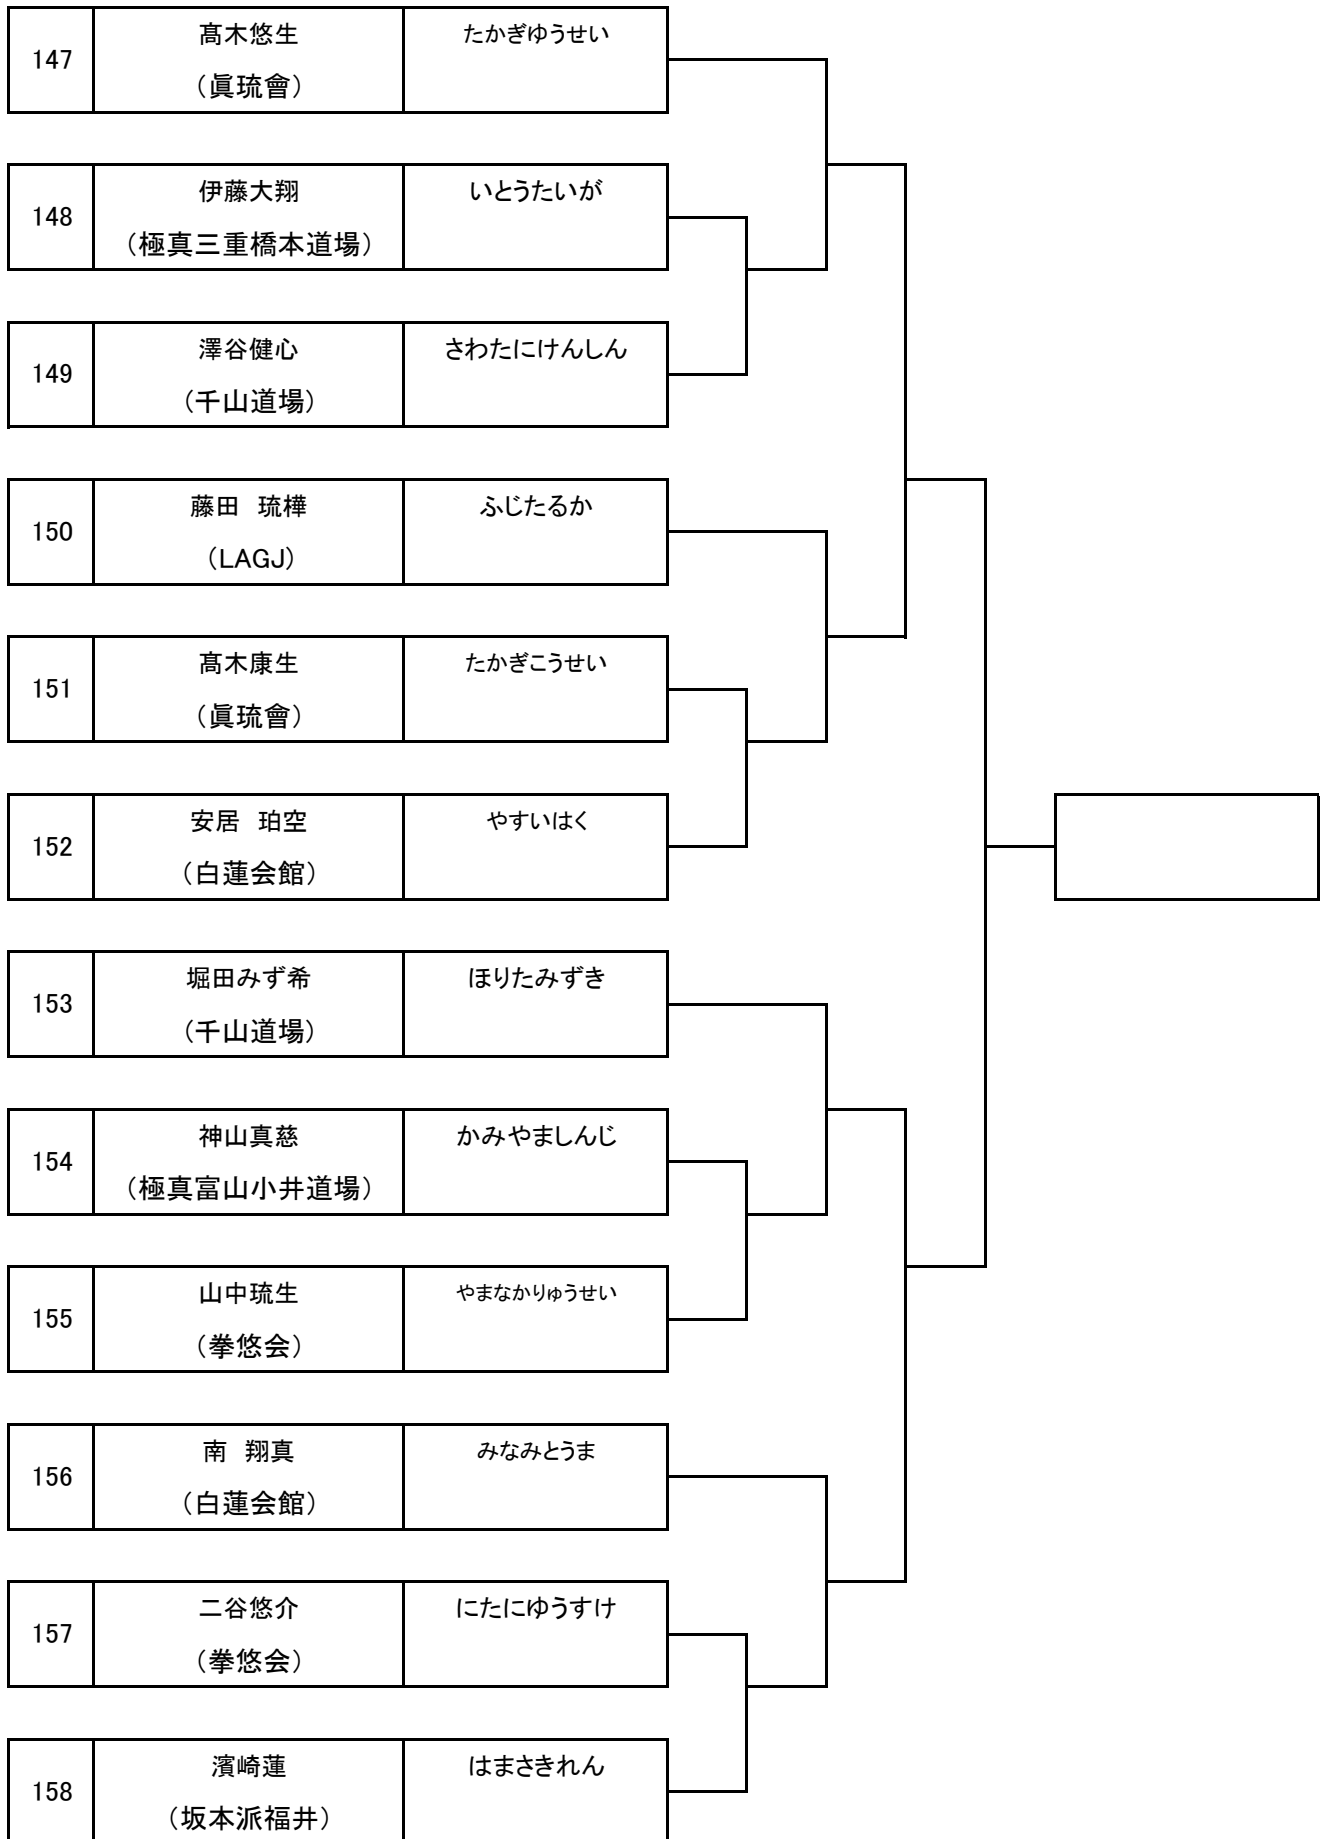 147
髙木悠生
たかぎゆうせい
（眞琉會）
148
伊藤大翔
いとうたいが
（極真三重橋本道場）
149
澤谷健心
さわたにけんしん
（千山道場）
150
藤田　琉樺
ふじたるか
（LAGJ）
151
髙木康生
たかぎこうせい
（眞琉會）
152
安居　珀空
やすいはく
（白蓮会館）
153
堀田みず希
ほりたみずき
（千山道場）
154
神山真慈
かみやましんじ
（極真富山小井道場）
155
山中琉生
やまなかりゅうせい
（拳悠会）
156
南　翔真
みなみとうま
（白蓮会館）
157
二谷悠介
にたにゆうすけ
（拳悠会）
158
濱崎蓮
はまさきれん
（坂本派福井）